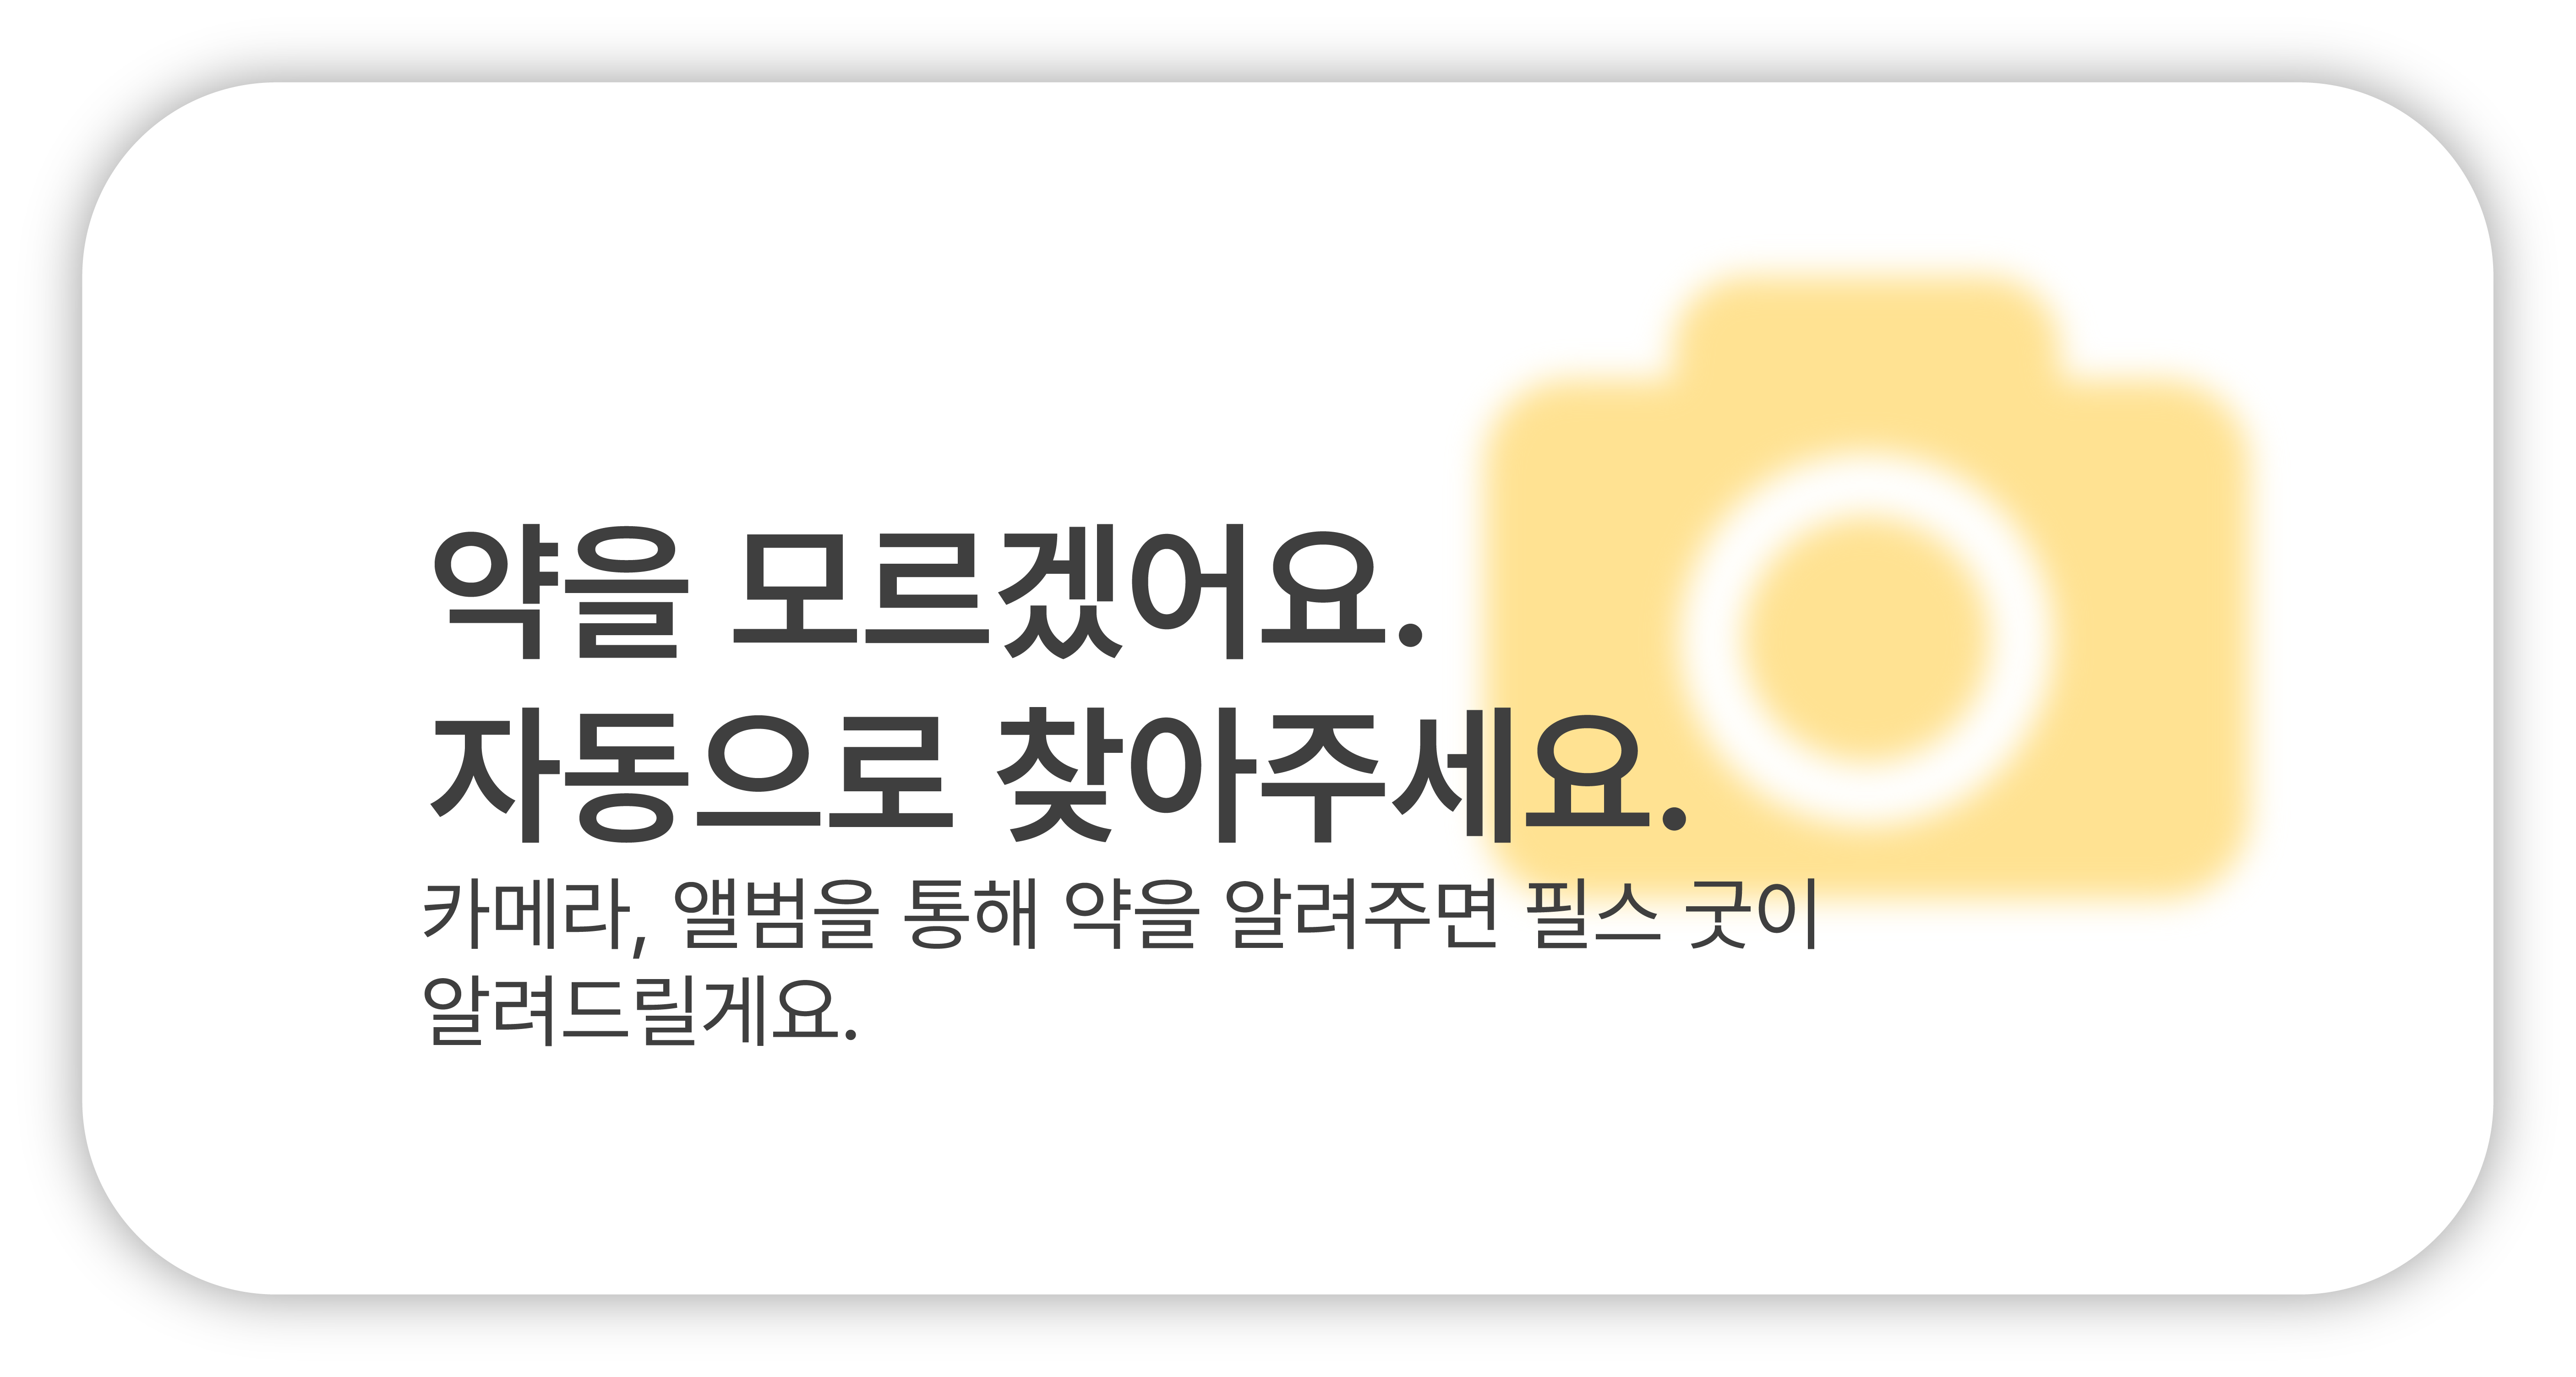 약을 모르겠어요.
자동으로 찾아주세요.
카메라, 앨범을 통해 약을 알려주면 필스 굿이
알려드릴게요.